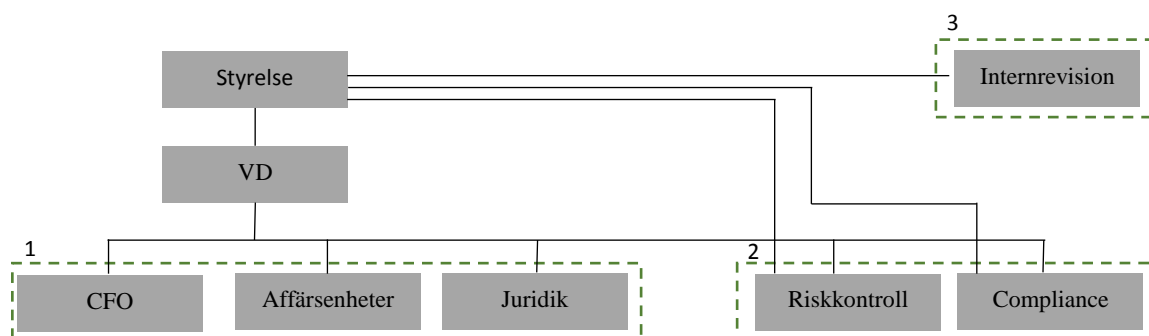 3
Styrelse
Internrevision
VD
1
2
CFO
Affärsenheter
Juridik
Riskkontroll
Compliance